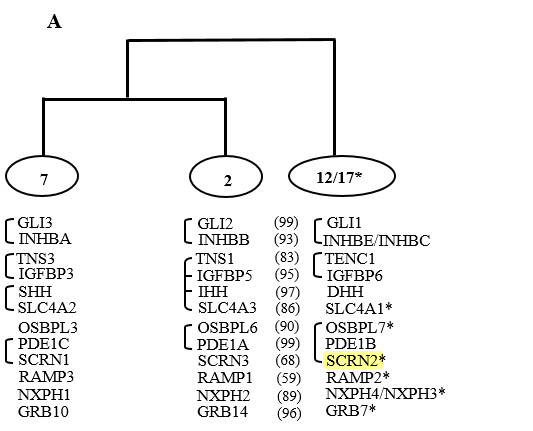 A
7 2 12/17*
GLI3 GLI2 (99) GLI1
INHBA INHBB (93) INHBE/INHBC
TNS3 TNS1 (83) TENC1
IGFBP3 IGFBP5 (95) IGFBP6
SHH IHH (97) DHH
SLC4A2 SLC4A3 (86) SLC4A1*
OSBPL3 OSBPL6 (90) OSBPL7*
PDE1C PDE1A (99) PDE1B
SCRN1 SCRN3 (68) SCRN2*
RAMP3 RAMP1 (59) RAMP2*
NXPH1 NXPH2 (89) NXPH4/NXPH3*
GRB10 GRB14 (96) GRB7*